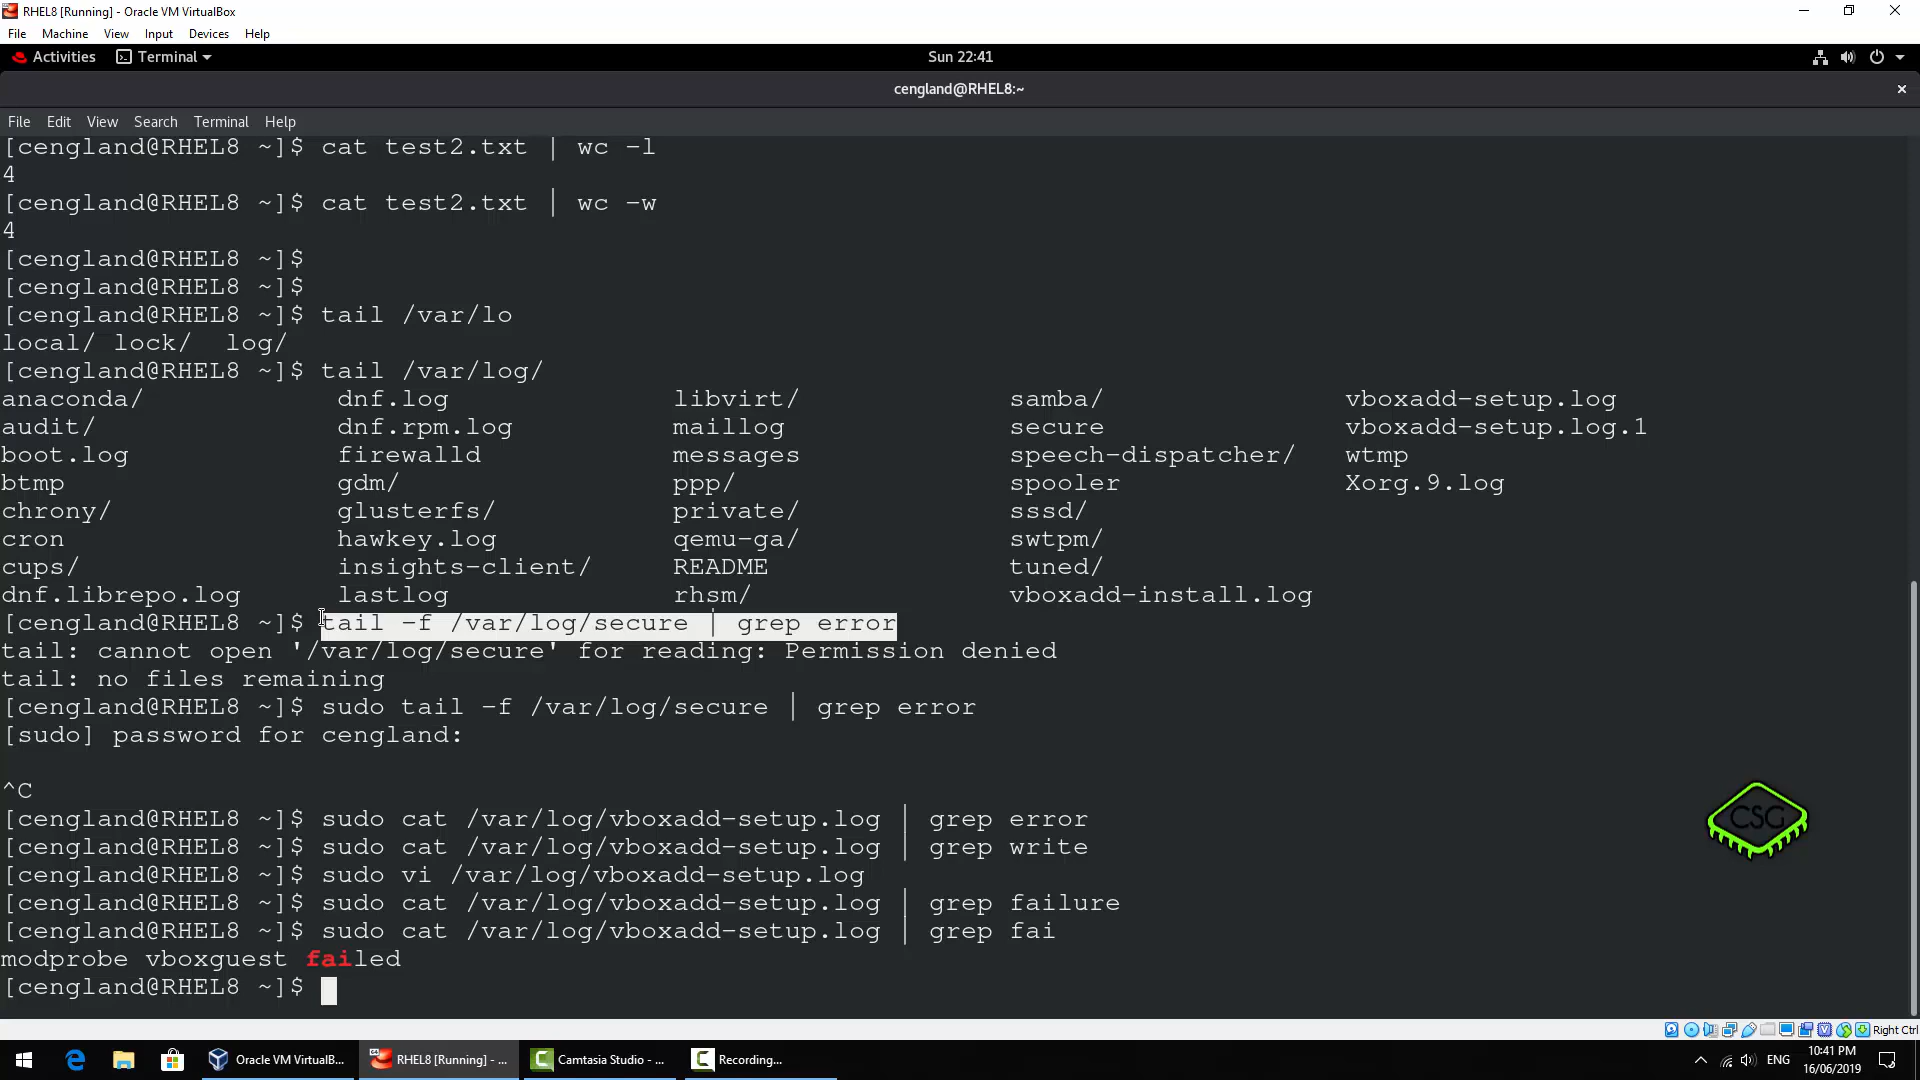 RHEL8 [Running] - Oracle VM VirtualBox
File Machine View Input Devices Help
Activities Terminal Sun 22:41
cengland@RHEL8:~
File Edit View Search Terminal Help
[cengland@RHEL8 ~]$ cat test2.txt | wc -l
4
[cengland@RHEL8 ~]$ cat test2.txt | wc -w
4
[cengland@RHEL8 ~]$
[cengland@RHEL8 ~]$
[cengland@RHEL8 ~]$ tail /var/lo
local/ lock/ log/
[cengland@RHEL8 ~]$ tail /var/log/
anaconda/ dnf.log libvirt/ samba/ vboxadd-setup.log
audit/ dnf.rpm.log maillog secure vboxadd-setup.log.1
boot.log firewalld messages speech-dispatcher/ wtmp
btmp gdm/ ppp/ spooler Xorg.9.log
chrony/ glusterfs/ private/ sssd/
cron hawkey.log qemu-ga/ swtpm/
cups/ insights-client/ README tuned/
dnf.librepo.log lastlog rhsm/ vboxadd-install.log
[cengland@RHEL8 ~]$ tail -f /var/log/secure | grep error
tail: cannot open '/var/log/secure' for reading: Permission denied
tail: no files remaining
[cengland@RHEL8 ~]$ sudo tail -f /var/log/secure | grep error
[sudo] password for cengland:
^C
[cengland@RHEL8 ~]$ sudo cat /var/log/vboxadd-setup.log | grep error
[cengland@RHEL8 ~]$ sudo cat /var/log/vboxadd-setup.log | grep write
[cengland@RHEL8 ~]$ sudo vi /var/log/vboxadd-setup.log
[cengland@RHEL8 ~]$ sudo cat /var/log/vboxadd-setup.log | grep failure
[cengland@RHEL8 ~]$ sudo cat /var/log/vboxadd-setup.log | grep fai
modprobe vboxguest failed
[cengland@RHEL8 ~]$
CSG
Right Ctrl
Oracle VM VirtualB... RHEL8 [Running] - ... Camtasia Studio - ... Recording... ENG 10:41 PM
16/06/2019